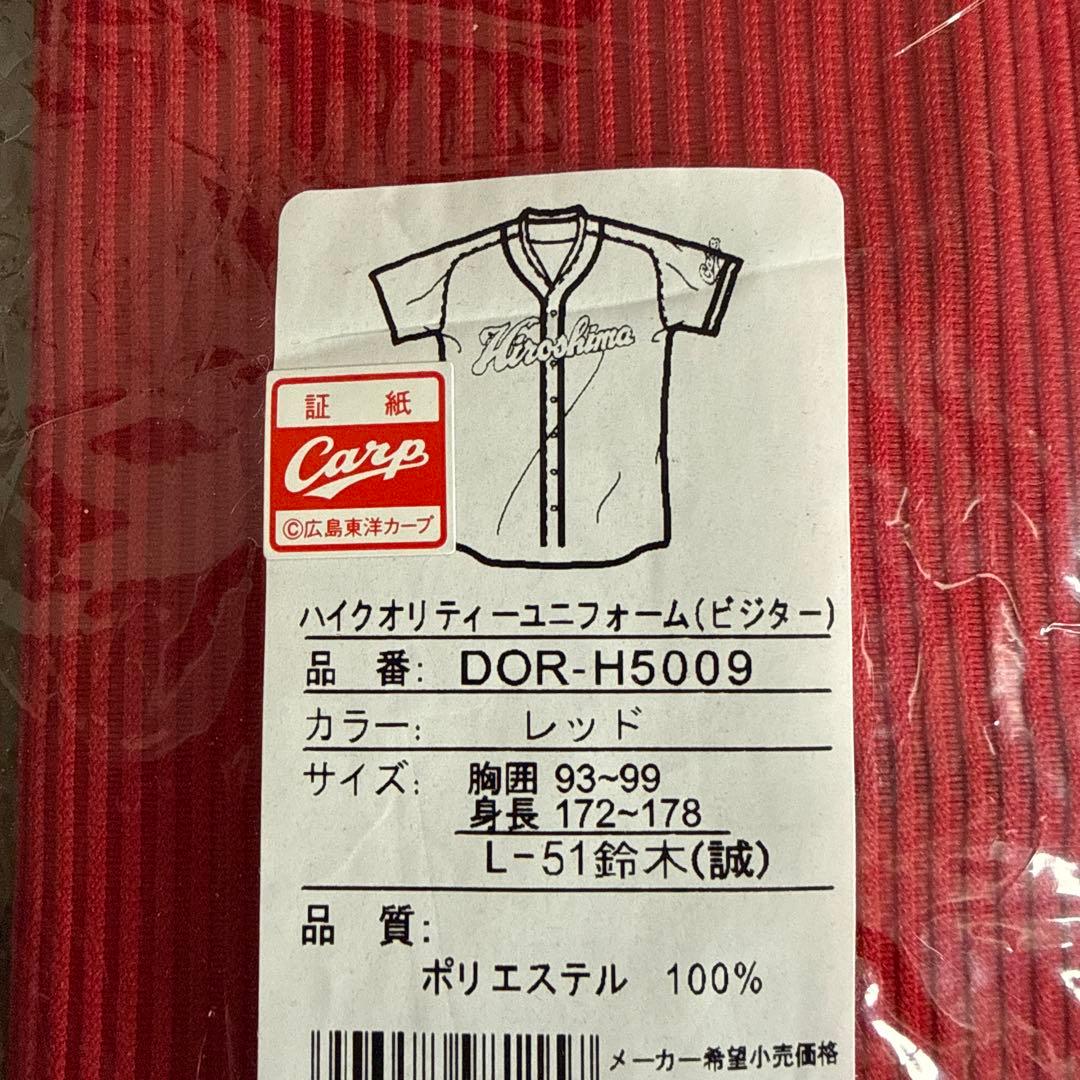 Carp
Hiroshima
証 紙
Carp
©広島東洋カープ
ハイクオリティーユニフォーム(ビジター)
品 番: DOR-H5009
カラー: レッド
サイズ: 胸囲 93~99
身長 172~178
L-51鈴木(誠)
品 質:
ポリエステル 100%
メーカー希望小売価格